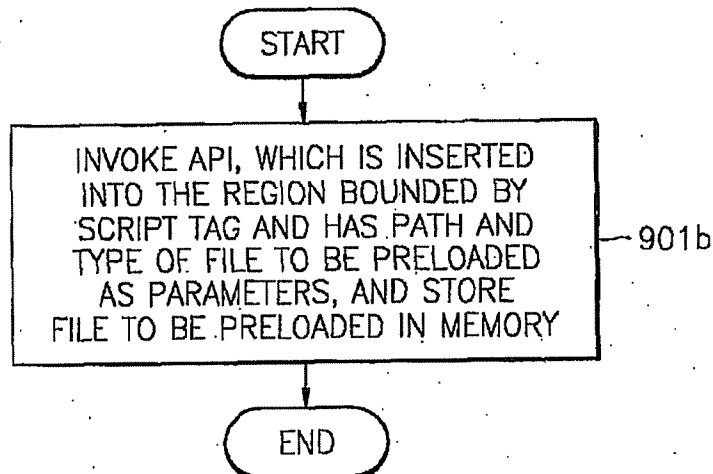 START
INVOKE API, WHICH IS INSERTED
INTO THE REGION BOUNDED BY
SCRIPT TAG AND HAS PATH AND
TYPE OF FILE TO BE PRELOADED
AS PARAMETERS, AND STORE
FILE TO BE PRELOADED IN MEMORY
901b
END